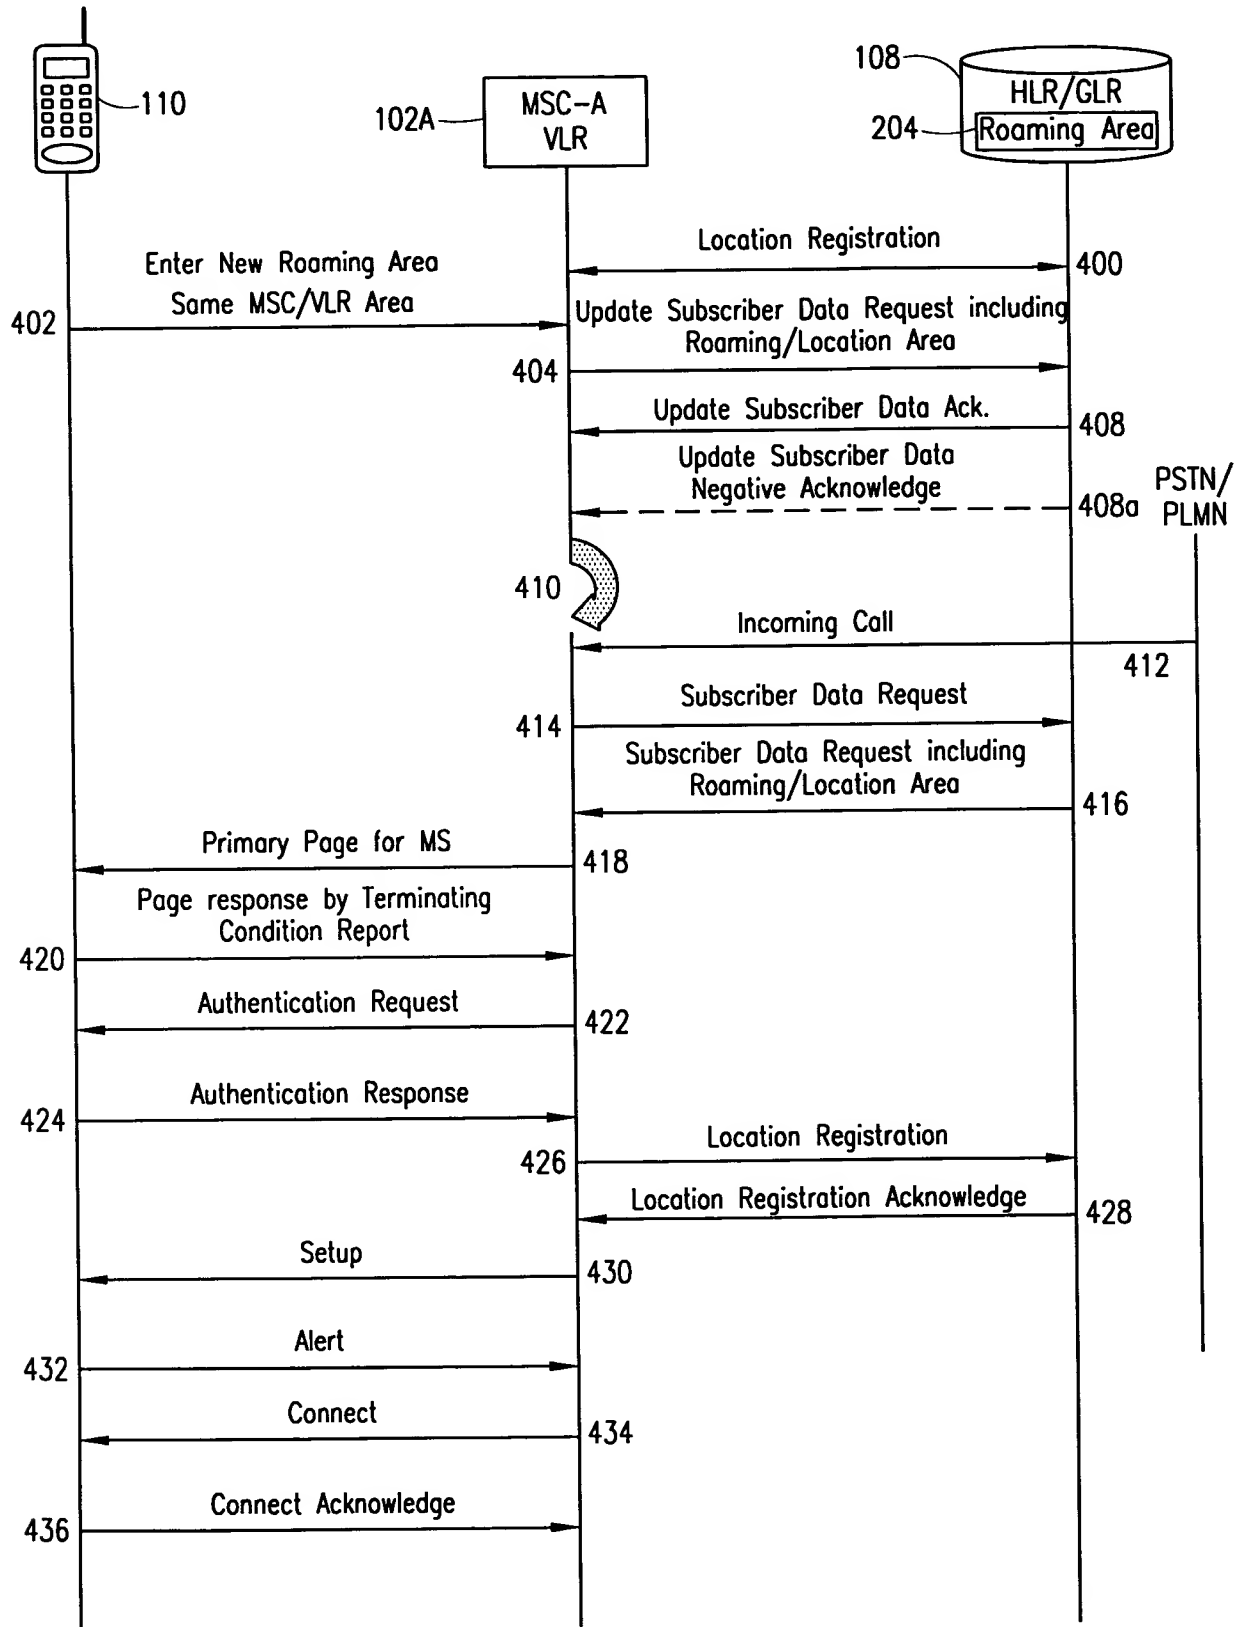 110
102A
MSC-A
VLR
108
HLR/GLR
204
Roaming Area
Location Registration
400
Enter New Roaming Area
Same MSC/VLR Area
402
Update Subscriber Data Request including
Roaming/Location Area
404
Update Subscriber Data Ack.
408
Update Subscriber Data
Negative Acknowledge
408a
PSTN/
PLMN
410
Incoming Call
412
Subscriber Data Request
414
Subscriber Data Request including
Roaming/Location Area
416
Primary Page for MS
418
Page response by Terminating
Condition Report
420
Authentication Request
422
Authentication Response
424
Location Registration
426
Location Registration Acknowledge
428
Setup
430
Alert
432
Connect
434
Connect Acknowledge
436